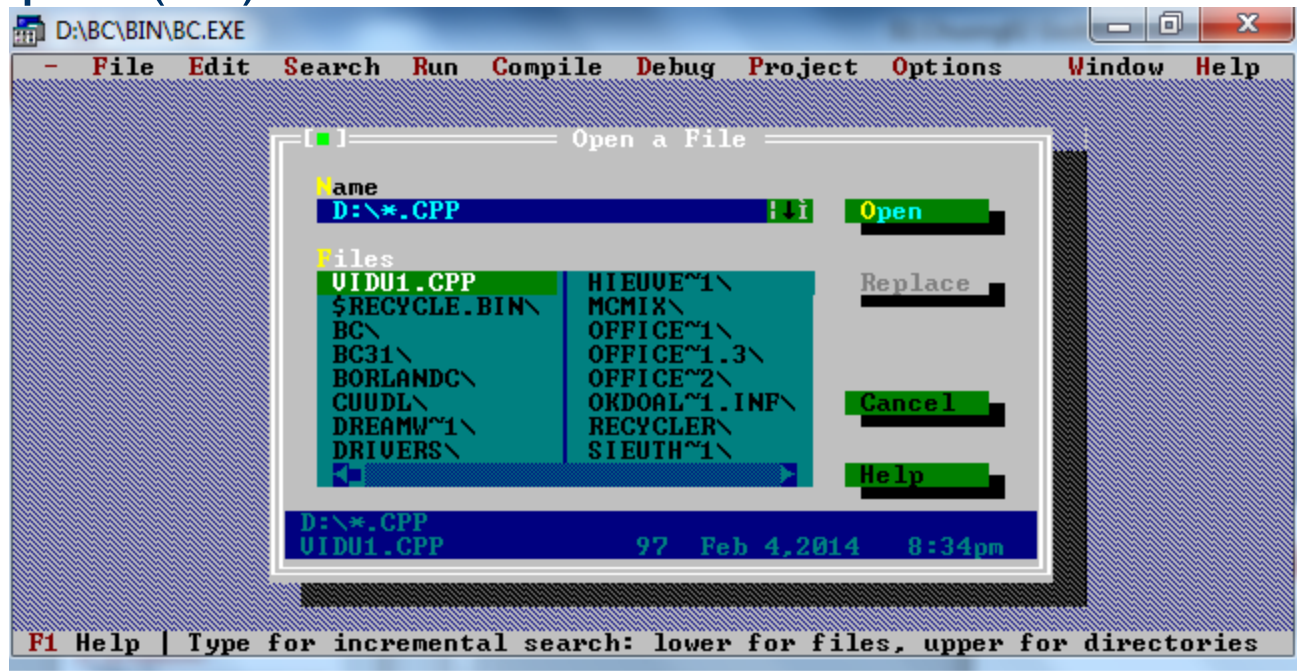 D:\BC\BIN\BC.EXE
- File Edit Search Run Compile Debug Project Options Window Help
Open a File
Name
D:\*.CPP
Open
Files
VIDU1.CPP HIEUVE~1\
Replace
$RECYCLE.BIN\ MCMIX\
BC\ OFFICE~1\
BC31\ OFFICE~1.3\
BORLANDC\ OFFICE~2\
CUUDL\ OKDOAL~1.INF\
Cancel
DREAMW~1\ RECYCLER\
DRIVERS\ SIEUTH~1\
Help
D:\*.CPP
VIDU1.CPP 97 Feb 4,2014 8:34pm
F1 Help | Type for incremental search: lower for files, upper for directories